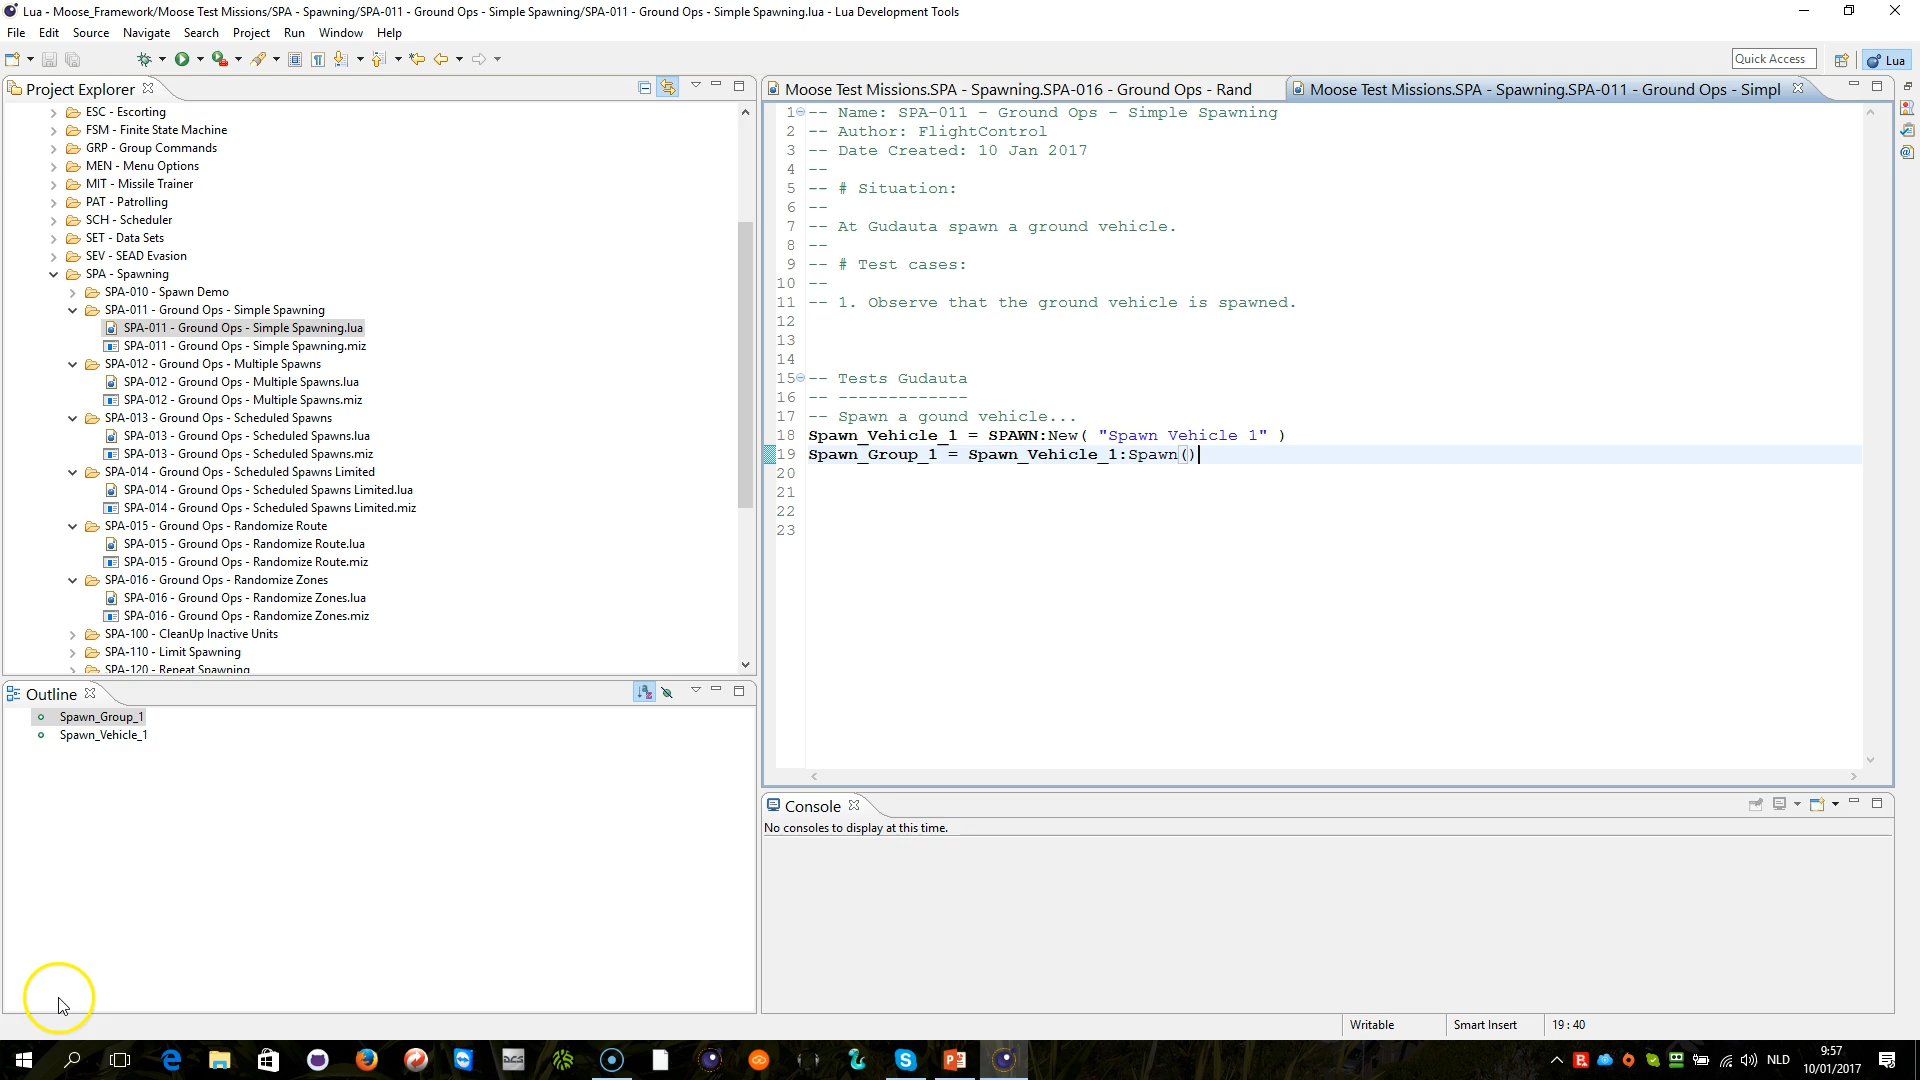 Lua - Moose_Framework/Moose Test Missions/SPA - Spawning/SPA-011 - Ground Ops - Simple Spawning/SPA-011 - Ground Ops - Simple Spawning.lua - Lua Development Tools
File Edit Source Navigate Search Project Run Window Help
Quick Access
Lua
Project Explorer
ESC - Escorting
FSM - Finite State Machine
GRP - Group Commands
MEN - Menu Options
MIT - Missile Trainer
PAT - Patrolling
SCH - Scheduler
SET - Data Sets
SEV - SEAD Evasion
SPA - Spawning
SPA-010 - Spawn Demo
SPA-011 - Ground Ops - Simple Spawning
SPA-011 - Ground Ops - Simple Spawning.lua
SPA-011 - Ground Ops - Simple Spawning.miz
SPA-012 - Ground Ops - Multiple Spawns
SPA-012 - Ground Ops - Multiple Spawns.lua
SPA-012 - Ground Ops - Multiple Spawns.miz
SPA-013 - Ground Ops - Scheduled Spawns
SPA-013 - Ground Ops - Scheduled Spawns.lua
SPA-013 - Ground Ops - Scheduled Spawns.miz
SPA-014 - Ground Ops - Scheduled Spawns Limited
SPA-014 - Ground Ops - Scheduled Spawns Limited.lua
SPA-014 - Ground Ops - Scheduled Spawns Limited.miz
SPA-015 - Ground Ops - Randomize Route
SPA-015 - Ground Ops - Randomize Route.lua
SPA-015 - Ground Ops - Randomize Route.miz
SPA-016 - Ground Ops - Randomize Zones
SPA-016 - Ground Ops - Randomize Zones.lua
SPA-016 - Ground Ops - Randomize Zones.miz
SPA-100 - CleanUp Inactive Units
SPA-110 - Limit Spawning
SPA-120 - Repeat Spawning
Outline
Spawn_Group_1
Spawn_Vehicle_1
Moose Test Missions.SPA - Spawning.SPA-016 - Ground Ops - Rand
Moose Test Missions.SPA - Spawning.SPA-011 - Ground Ops - Simpl
1 -- Name: SPA-011 - Ground Ops - Simple Spawning
2 -- Author: FlightControl
3 -- Date Created: 10 Jan 2017
4 --
5 -- # Situation:
6 --
7 -- At Gudauta spawn a ground vehicle.
8 --
9 -- # Test cases:
10 --
11 -- 1. Observe that the ground vehicle is spawned.
12
13
14
15 -- Tests Gudauta
16 -- -------------
17 -- Spawn a gound vehicle...
18 Spawn_Vehicle_1 = SPAWN:New( "Spawn Vehicle 1" )
19 Spawn_Group_1 = Spawn_Vehicle_1:Spawn()
20
21
22
23
Console
No consoles to display at this time.
Writable Smart Insert 19 : 40
DCS
NLD
9:57
10/01/2017